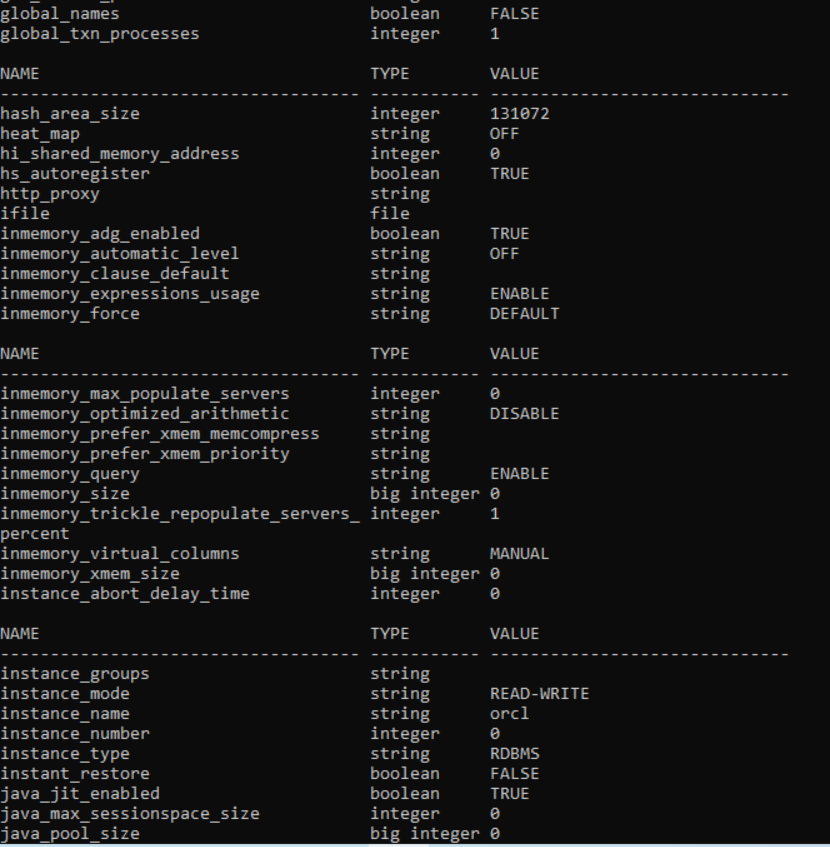 global_names                         boolean     FALSE
global_txn_processes                 integer     1
NAME                                 TYPE        VALUE
------------------------------------ ----------- ------------------------------
hash_area_size                       integer     131072
heat_map                             string      OFF
hi_shared_memory_address             integer     0
hs_autoregister                      boolean     TRUE
http_proxy                           string
ifile                                file
inmemory_adg_enabled                 boolean     TRUE
inmemory_automatic_level             string      OFF
inmemory_clause_default              string
inmemory_expressions_usage           string      ENABLE
inmemory_force                       string      DEFAULT
NAME                                 TYPE        VALUE
------------------------------------ ----------- ------------------------------
inmemory_max_populate_servers        integer     0
inmemory_optimized_arithmetic        string      DISABLE
inmemory_prefer_xmem_memcompress     string
inmemory_prefer_xmem_priority        string
inmemory_query                       string      ENABLE
inmemory_size                        big integer 0
inmemory_trickle_repopulate_servers_ integer     1
percent
inmemory_virtual_columns             string      MANUAL
inmemory_xmem_size                   big integer 0
instance_abort_delay_time            integer     0
NAME                                 TYPE        VALUE
------------------------------------ ----------- ------------------------------
instance_groups                      string
instance_mode                        string      READ-WRITE
instance_name                        string      orcl
instance_number                      integer     0
instance_type                        string      RDBMS
instant_restore                      boolean     FALSE
java_jit_enabled                     boolean     TRUE
java_max_sessionspace_size           integer     0
java_pool_size                       big integer 0